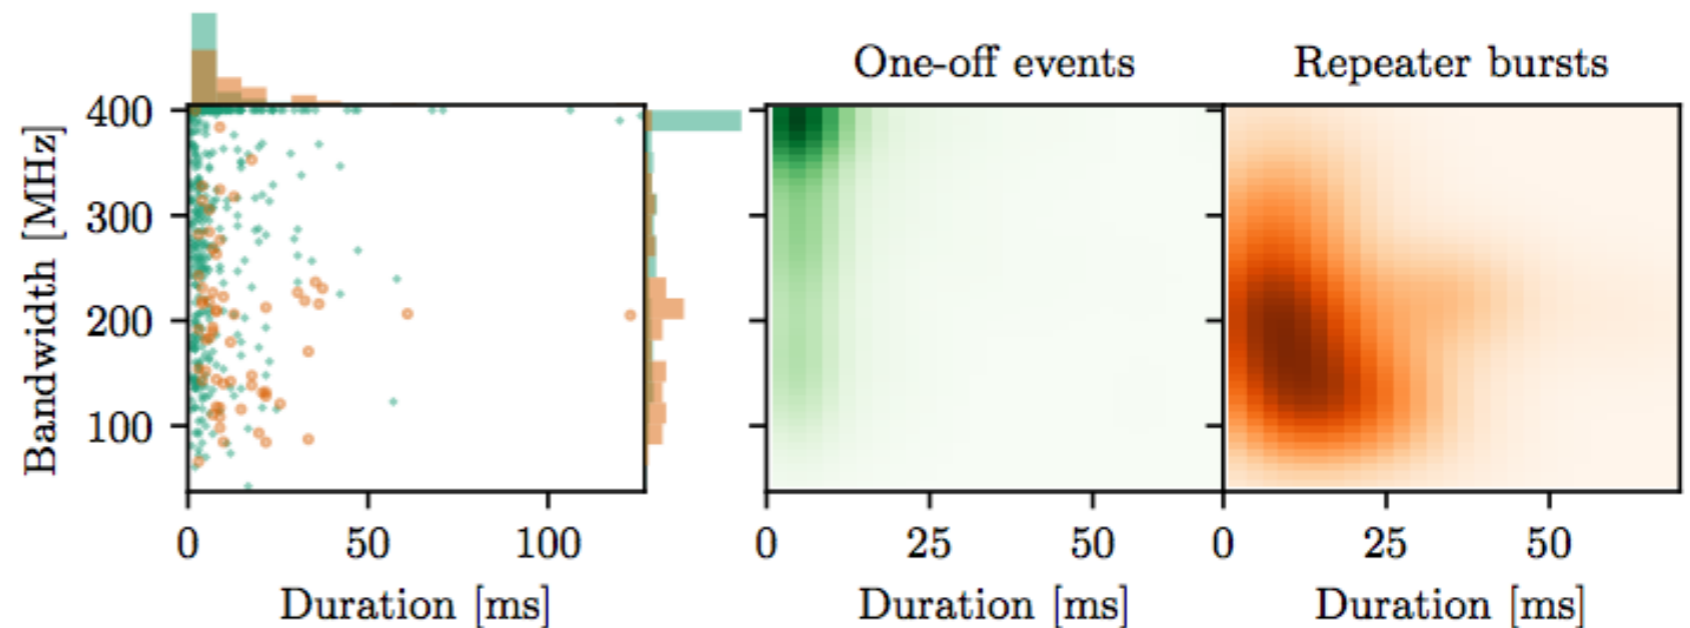 One-off events
Repeater bursts
Bandwidth [MHz]
400
300
200
100
0
50
100
0
25
50
0
25
50
Duration [ms]
Duration [ms]
Duration [ms]